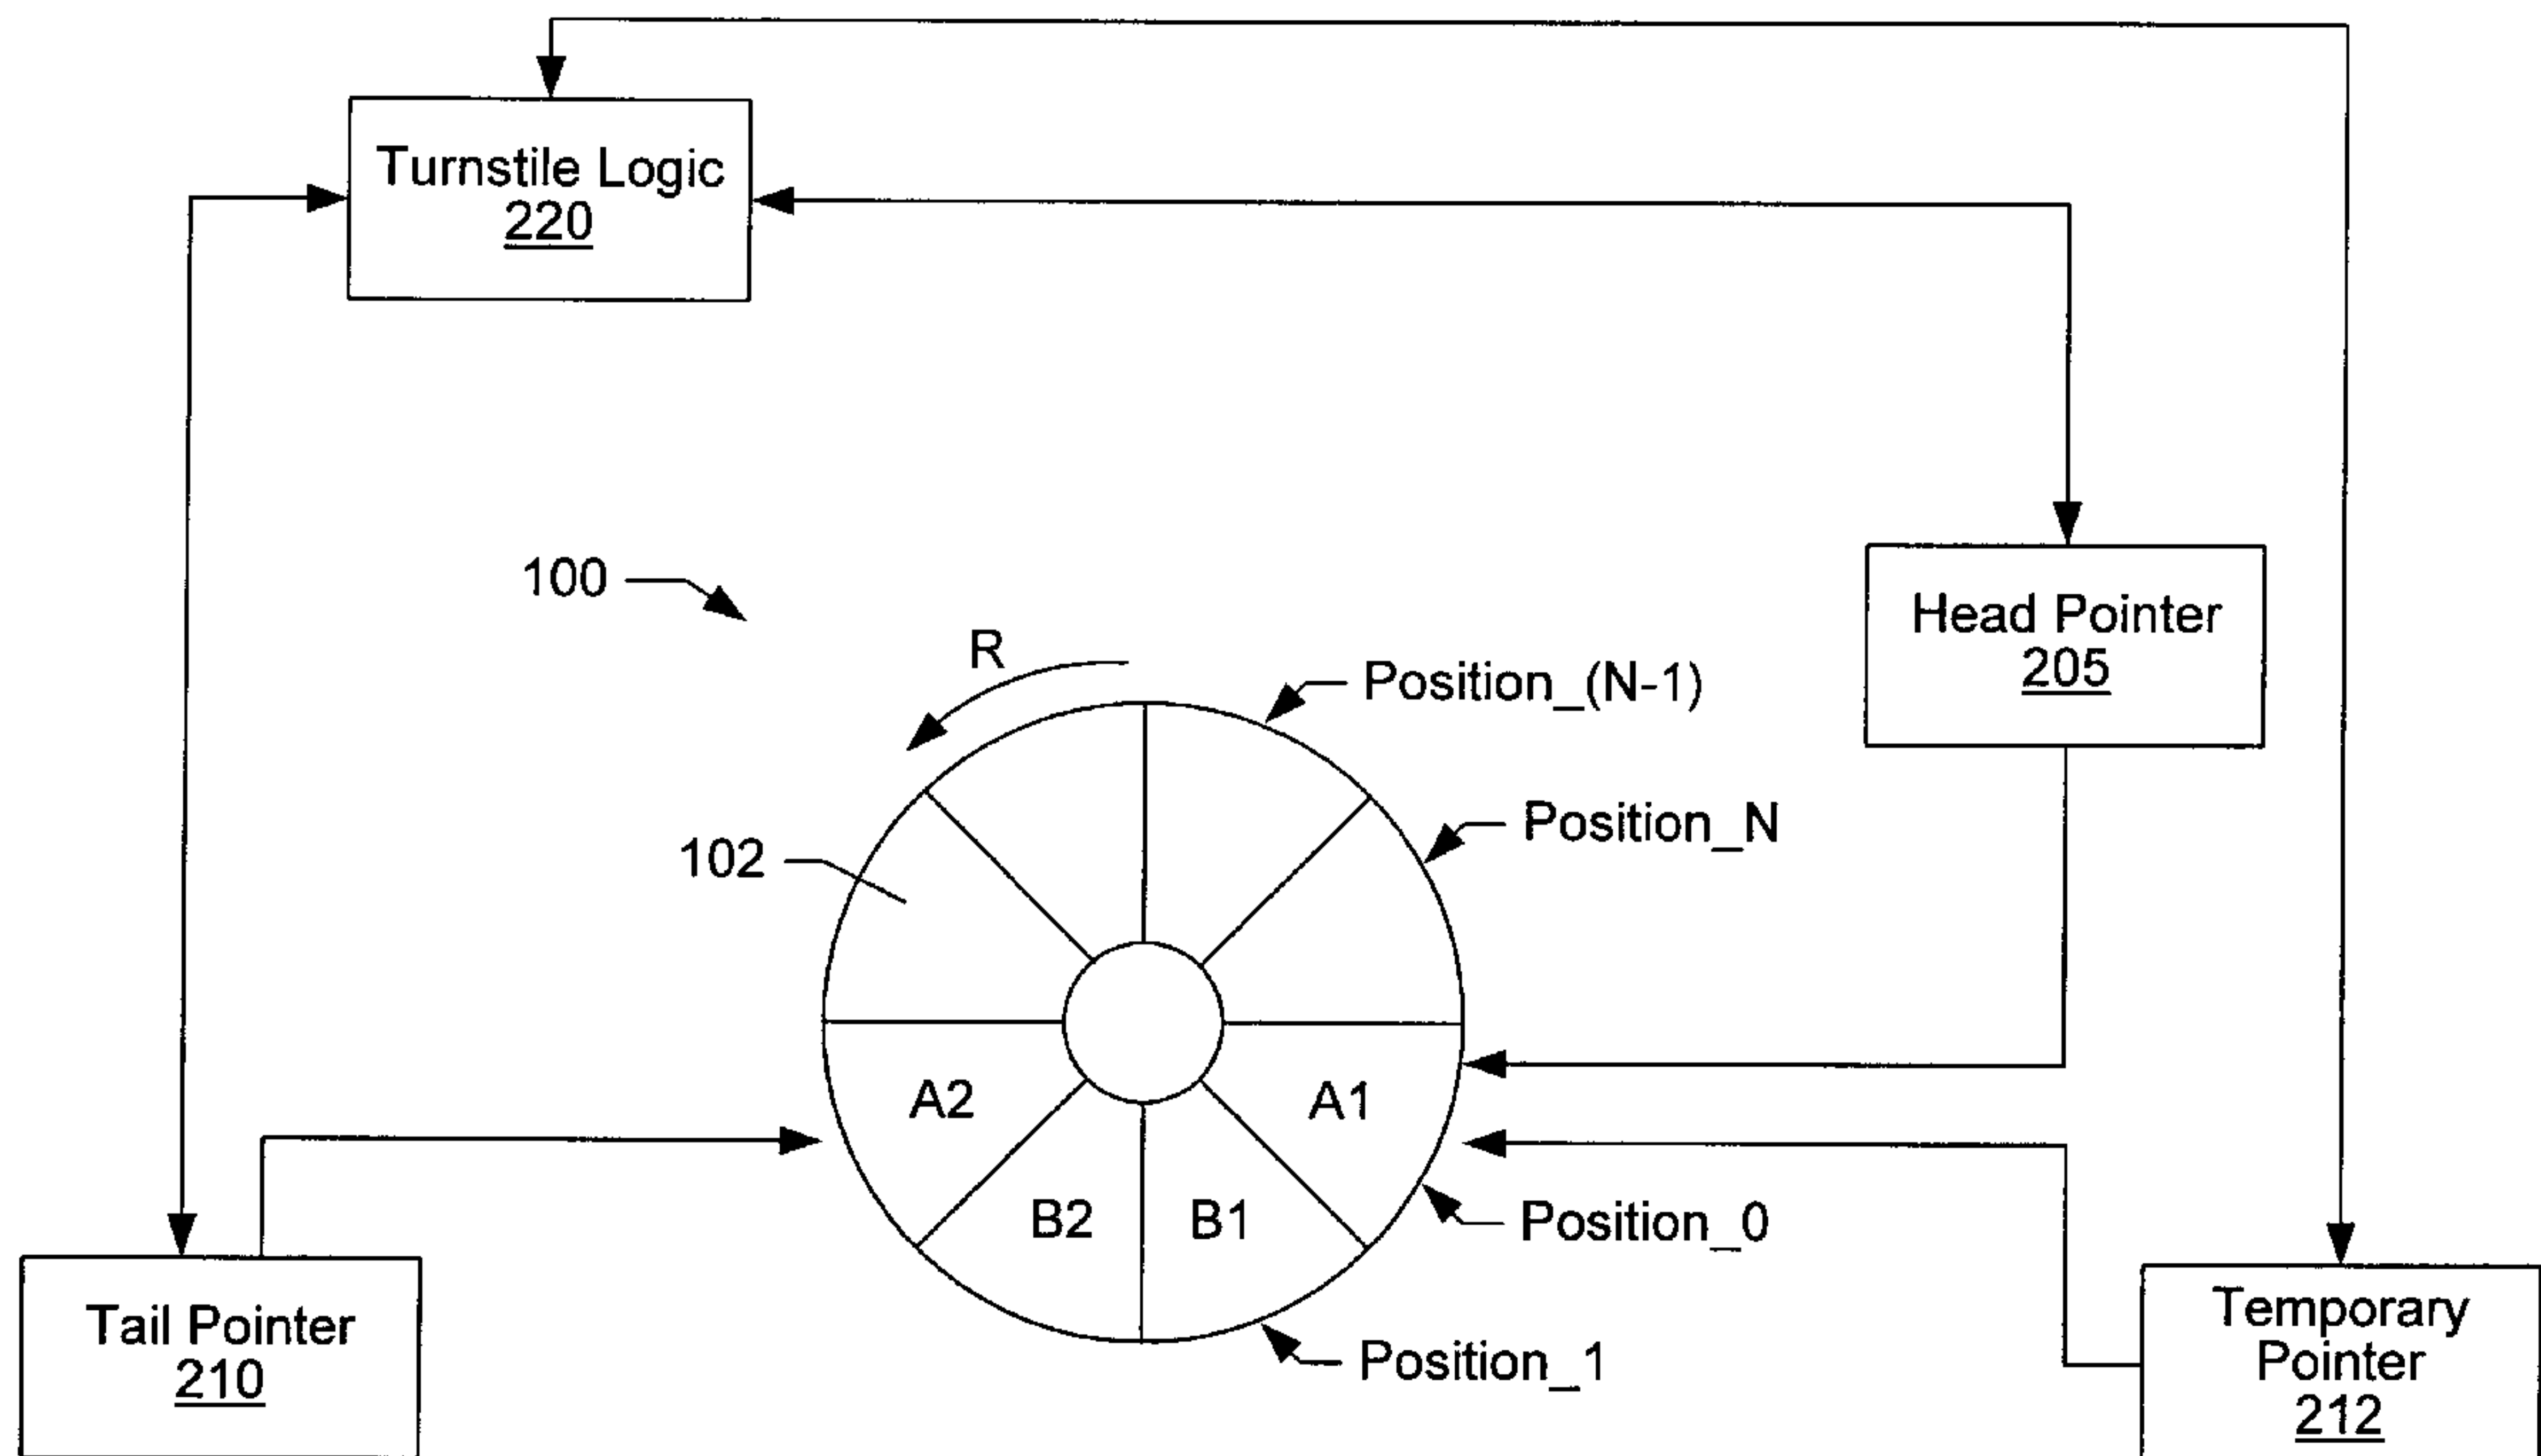 Turnstile Logic
220
100
R
Position_(N-1)
Head Pointer
205
Position_N
102
A2
A1
B2
B1
Position_0
Position_1
Tail Pointer
210
Temporary
Pointer
212